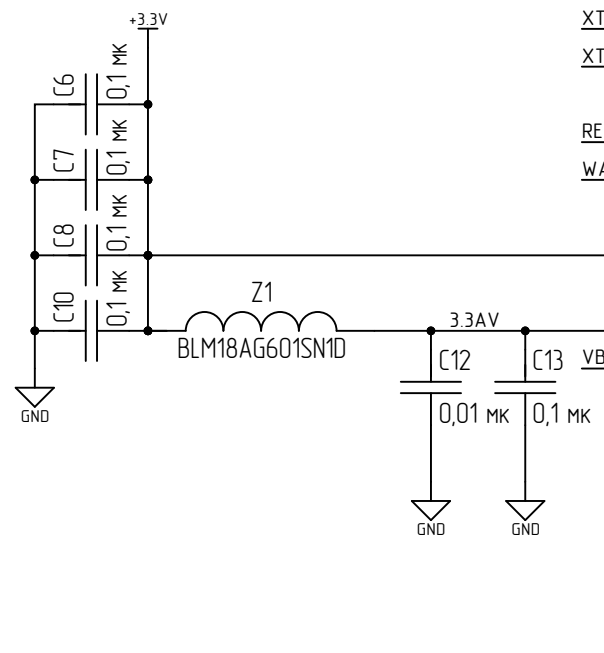 +3.3V
XT
XT
C6
0,1 мк
C7
0,1 мк
RE
WA
C8
0,1 мк
C10
0,1 мк
Z1
BLM18AG601SN1D
3.3AV
C12
C13
VB
0,01 мк
0,1 мк
GND
GND
GND